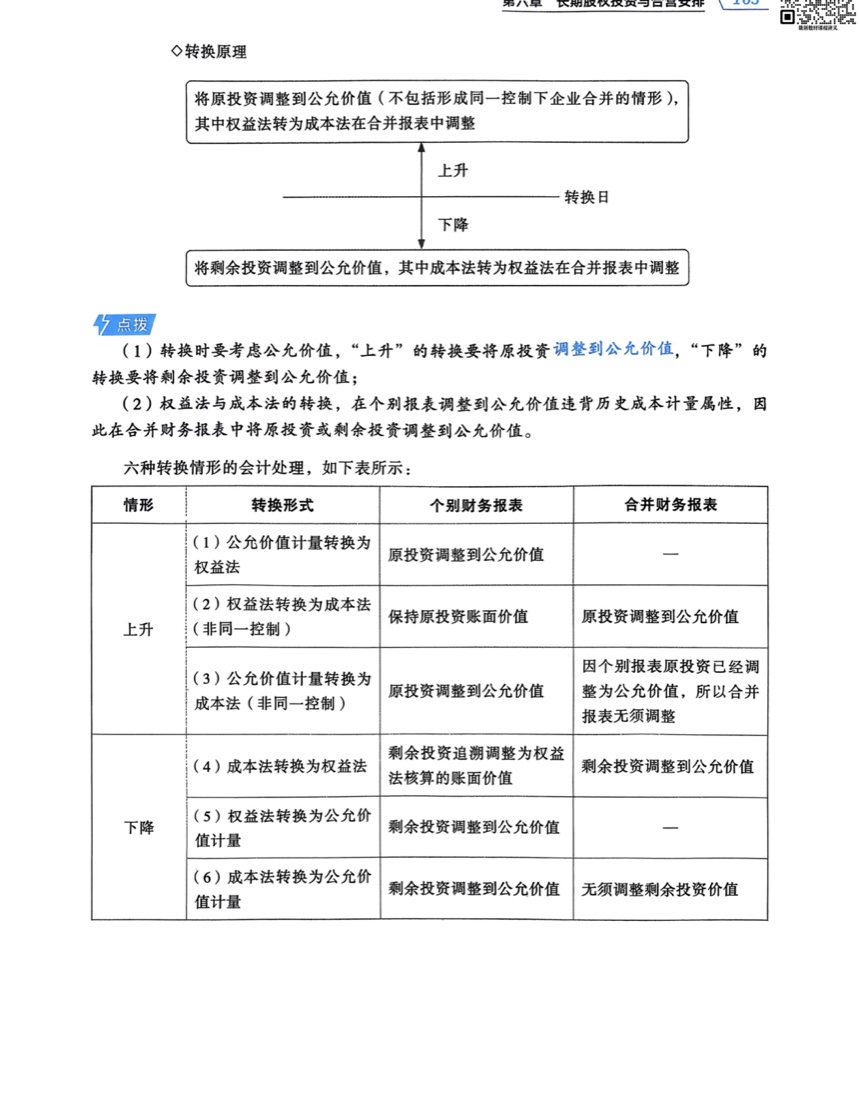 第六章 长期股权投资与合营安排 165
◇转换原理
将原投资调整到公允价值(不包括形成同一控制下企业合并的情形),
其中权益法转为成本法在合并报表中调整
上升
转换日
下降
将剩余投资调整到公允价值,其中成本法转为权益法在合并报表中调整
点拨
(1)转换时要考虑公允价值,“上升”的转换要将原投资调整到公允价值,“下降”的
转换要将剩余投资调整到公允价值;
(2)权益法与成本法的转换,在个别报表调整到公允价值违背历史成本计量属性,因
此在合并财务报表中将原投资或剩余投资调整到公允价值。
六种转换情形的会计处理,如下表所示:
情形 转换形式 个别财务报表 合并财务报表
上升
(1)公允价值计量转换为
权益法
原投资调整到公允价值
—
(2)权益法转换为成本法
(非同一控制)
保持原投资账面价值
原投资调整到公允价值
(3)公允价值计量转换为
成本法(非同一控制)
原投资调整到公允价值
因个别报表原投资已经调
整为公允价值,所以合并
报表无须调整
下降
(4)成本法转换为权益法
剩余投资追溯调整为权益
法核算的账面价值
剩余投资调整到公允价值
(5)权益法转换为公允价
值计量
剩余投资调整到公允价值
—
(6)成本法转换为公允价
值计量
剩余投资调整到公允价值
无须调整剩余投资价值